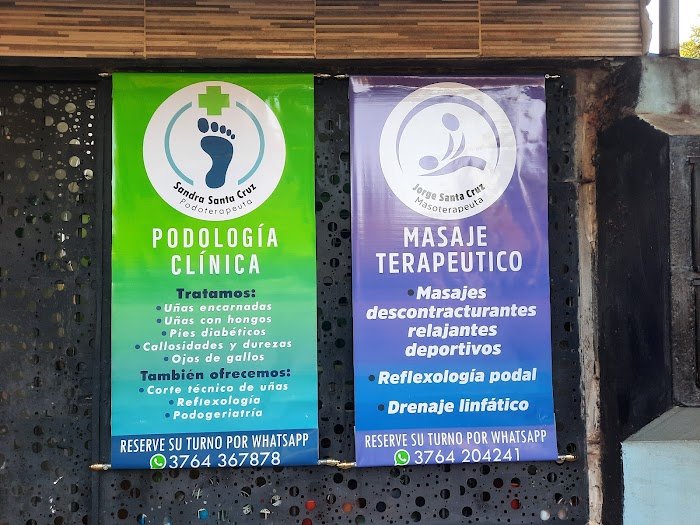 Sandra Santa Cruz
Podoterapeuta
PODOLOGÍA
CLÍNICA
Tratamos:
• Uñas encarnadas
• Uñas con hongos
• Pies diabéticos
• Callosidades y durezas
• Ojos de gallos
También ofrecemos:
• Corte técnico de uñas
• Reflexología
• Podogeriatría
RESERVE SU TURNO POR WHATSAPP
3764 367878
Jorge Santa Cruz
Masoterapeuta
MASAJE
TERAPEUTICO
• Masajes
descontracturantes
relajantes
deportivos
• Reflexología podal
• Drenaje linfático
RESERVE SU TURNO POR WHATSAPP
3764 204241